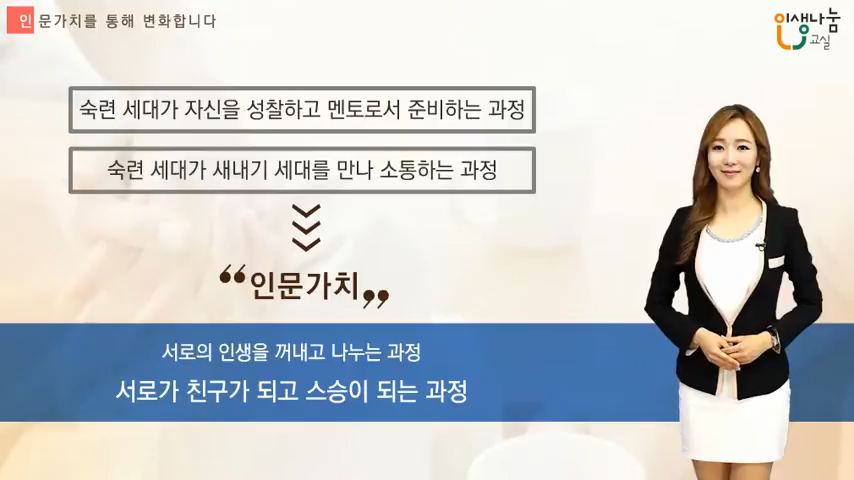 인문가치를 통해 변화합니다
인생나눔
교실
숙련 세대가 자신을 성찰하고 멘토로서 준비하는 과정
숙련 세대가 새내기 세대를 만나 소통하는 과정
“인문가치„
서로의 인생을 꺼내고 나누는 과정
서로가 친구가 되고 스승이 되는 과정